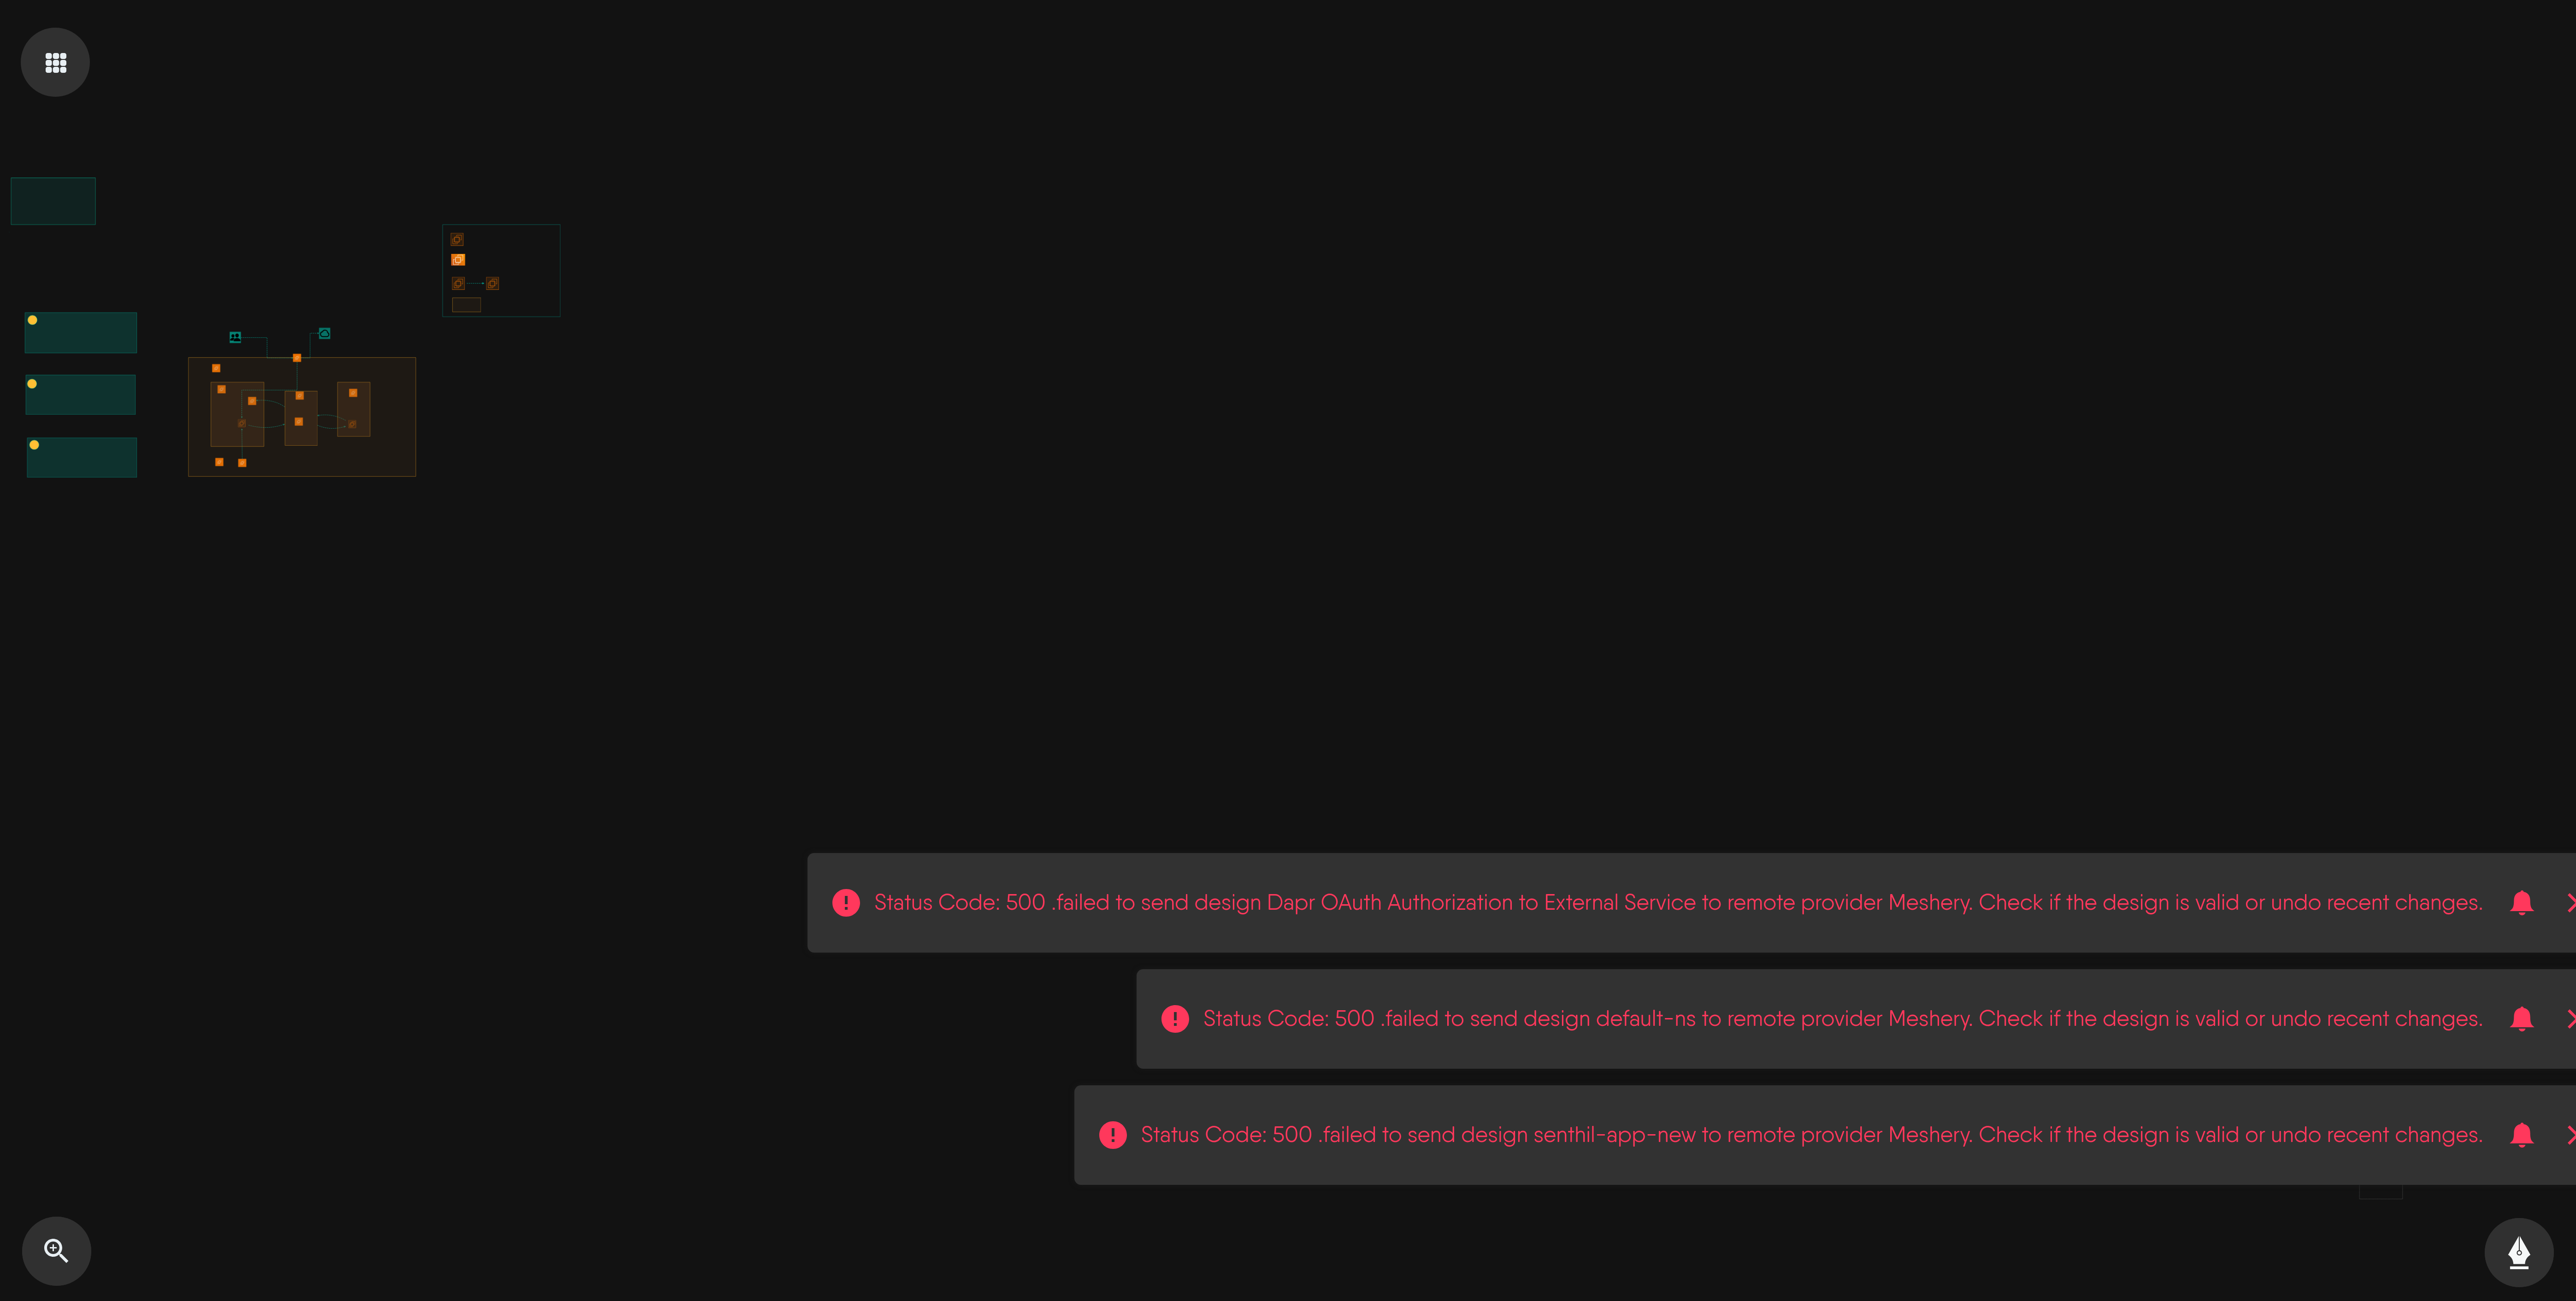 Status Code: 500 .failed to send design Dapr OAuth Authorization to External Service to remote provider Meshery. Check if the design is valid or undo recent changes.
Status Code: 500 .failed to send design default-ns to remote provider Meshery. Check if the design is valid or undo recent changes.
Status Code: 500 .failed to send design senthil-app-new to remote provider Meshery. Check if the design is valid or undo recent changes.